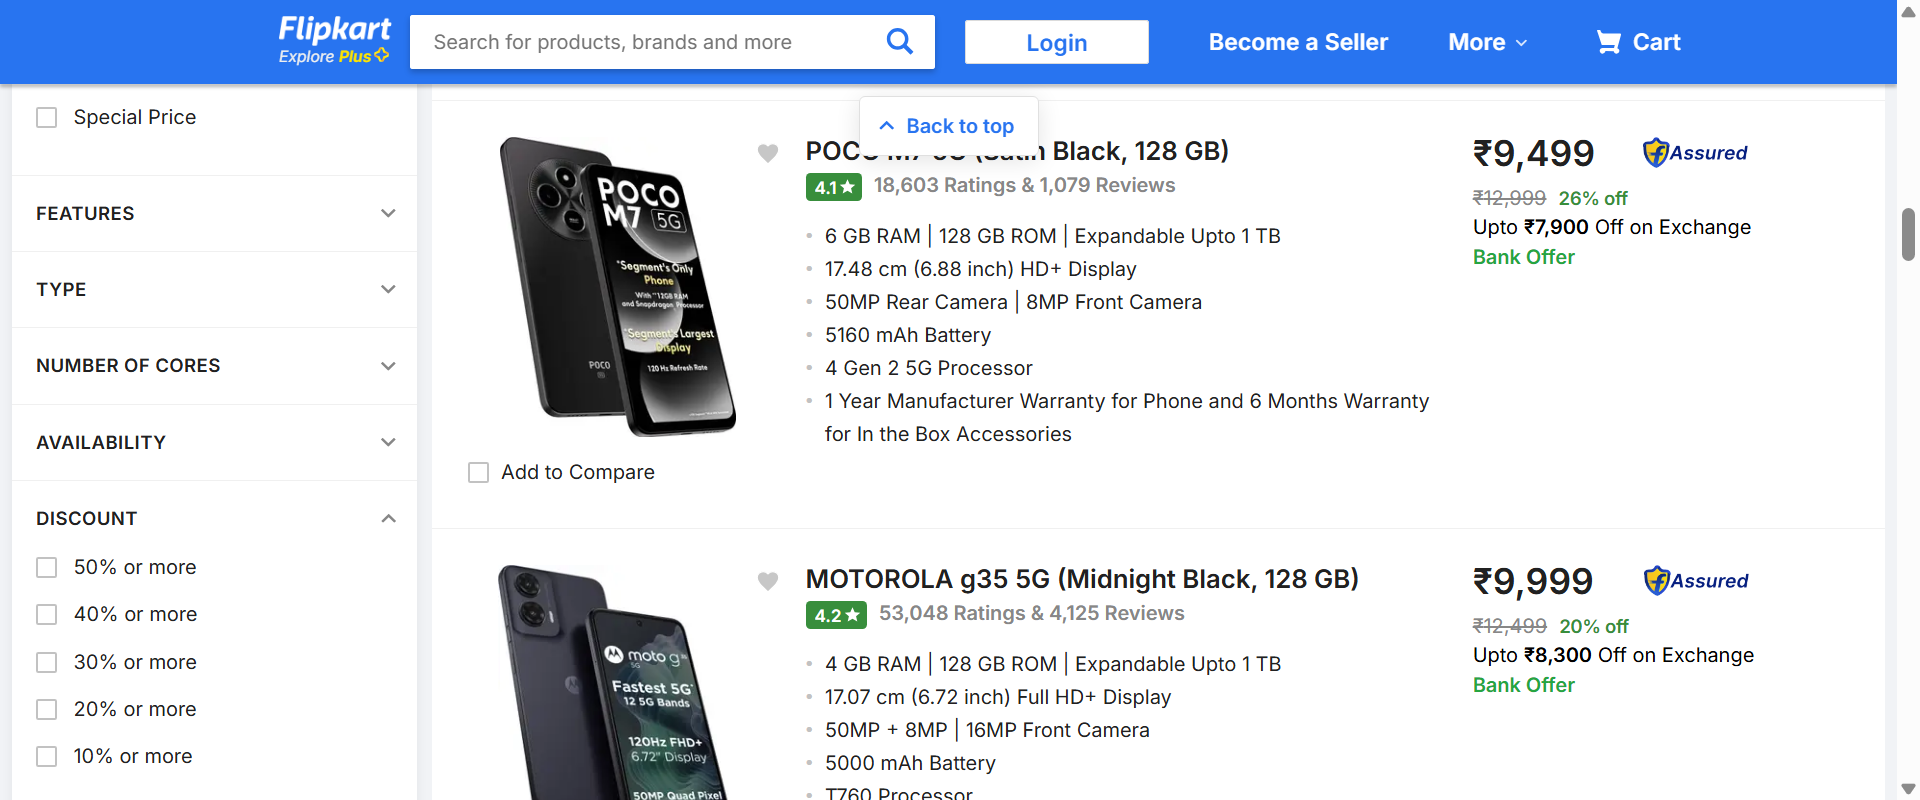 Flipkart
Explore Plus
Search for products, brands and more
Login
Become a Seller
More
Cart
Special Price
FEATURES
TYPE
NUMBER OF CORES
AVAILABILITY
DISCOUNT
50% or more
40% or more
30% or more
20% or more
10% or more
Back to top
POCO
M7 5G
*Segment's Only
Phone
With **12GB RAM
and Snapdragon Processor
*Segment's Largest
Display
120 Hz Refresh Rate
POCO
Add to Compare
POCO M7 5G (Satin Black, 128 GB)
4.1★ 18,603 Ratings & 1,079 Reviews
6 GB RAM | 128 GB ROM | Expandable Upto 1 TB
17.48 cm (6.88 inch) HD+ Display
50MP Rear Camera | 8MP Front Camera
5160 mAh Battery
4 Gen 2 5G Processor
1 Year Manufacturer Warranty for Phone and 6 Months Warranty
for In the Box Accessories
₹9,499 Assured
₹12,999 26% off
Upto ₹7,900 Off on Exchange
Bank Offer
moto g35
5G
Fastest 5G*
12 5G Bands
120Hz FHD+
6.72" Display
50MP Quad Pixel
MOTOROLA g35 5G (Midnight Black, 128 GB)
4.2★ 53,048 Ratings & 4,125 Reviews
4 GB RAM | 128 GB ROM | Expandable Upto 1 TB
17.07 cm (6.72 inch) Full HD+ Display
50MP + 8MP | 16MP Front Camera
5000 mAh Battery
T760 Processor
₹9,999 Assured
₹12,499 20% off
Upto ₹8,300 Off on Exchange
Bank Offer